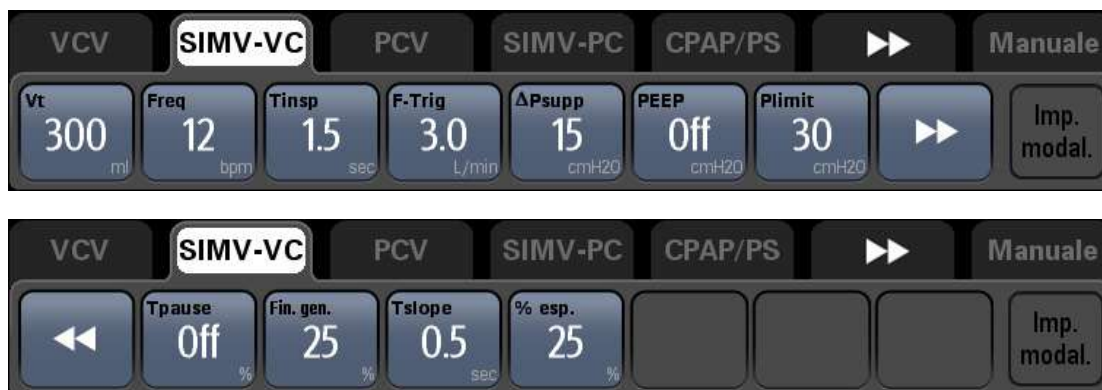 VCV SIMV-VC PCV SIMV-PC CPAP/PS Manuale
Vt Freq Tinsp F-Trig ΔPsupp PEEP Plimit
300 12 1.5 3.0 15 Off 30 Imp.
ml bpm sec L/min cmH2O cmH2O cmH2O modal.
VCV SIMV-VC PCV SIMV-PC CPAP/PS Manuale
Tpause Fin. gen. Tslope % esp.
Off 25 0.5 25 Imp.
% % sec % modal.